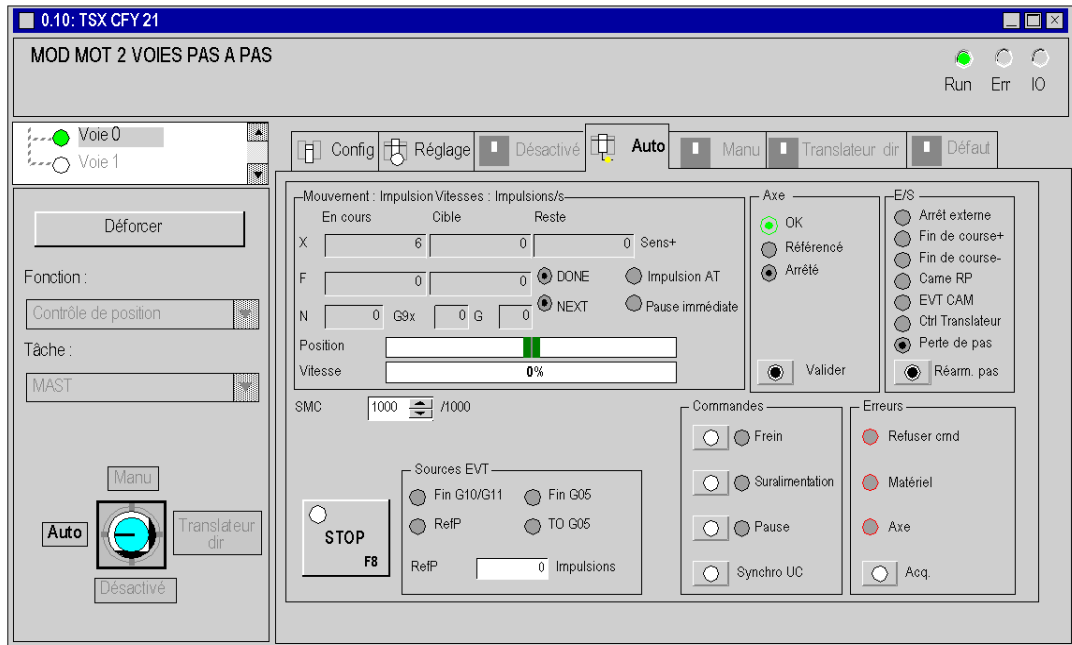 0.10: TSX CFY 21
MOD MOT 2 VOIES PAS A PAS
Run Err IO
Voie 0
Voie 1
Config Réglage Désactivé Auto Manu Translateur dir Défaut
Déforcer
Fonction :
Contrôle de position
Tâche :
MAST
Manu
Auto
Translateur
dir
Désactivé
Mouvement : Impulsion Vitesses : Impulsions/s
En cours Cible Reste
X 6 0 0 Sens+
F 0 0 DONE Impulsion AT
N 0 G9x 0 G 0 NEXT Pause immédiate
Position
Vitesse 0%
Axe
OK
Référencé
Arrêté
Valider
E/S
Arrêt externe
Fin de course+
Fin de course-
Came RP
EVT CAM
Ctrl Translateur
Perte de pas
Réarm. pas
SMC 1000 /1000
STOP
F8
Sources EVT
Fin G10/G11 Fin G05
RefP TO G05
RefP 0 Impulsions
Commandes
Frein
Suralimentation
Pause
Synchro UC
Erreurs
Refuser cmd
Matériel
Axe
Acq.